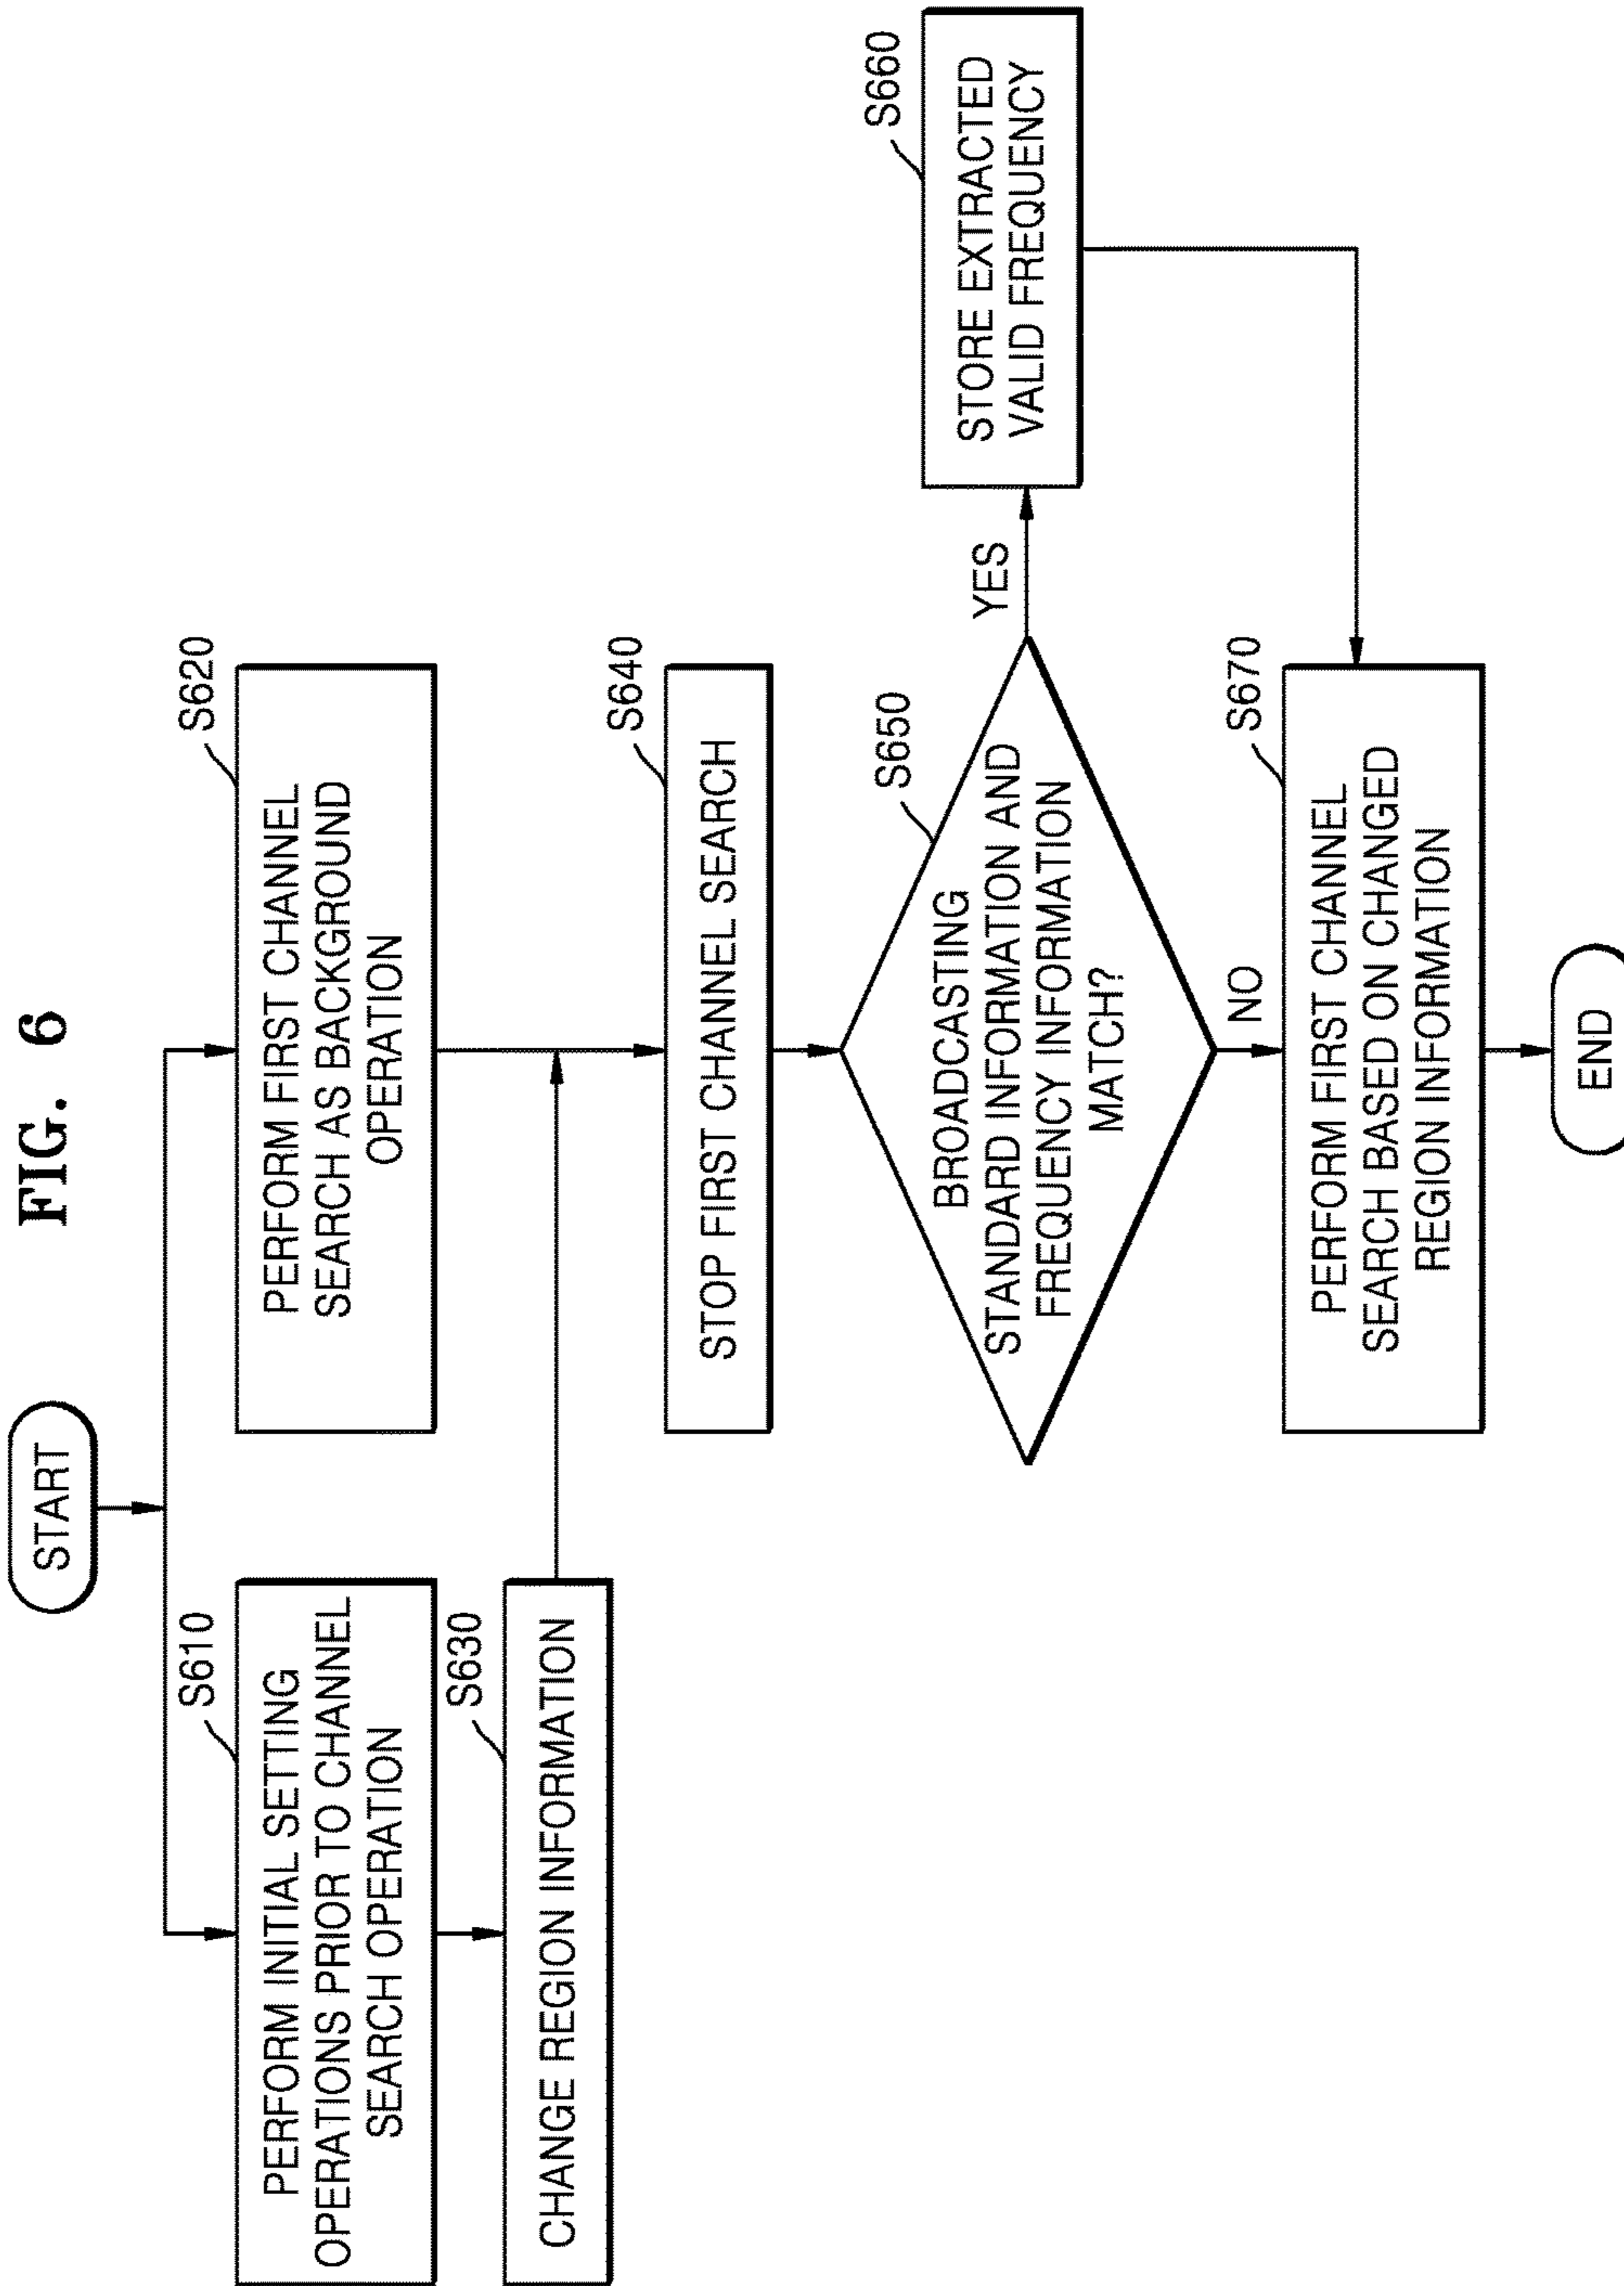 FIG. 6
START
S610
PERFORM INITIAL SETTING
OPERATIONS PRIOR TO CHANNEL
SEARCH OPERATION
S620
PERFORM FIRST CHANNEL
SEARCH AS BACKGROUND
OPERATION
S630
CHANGE REGION INFORMATION
S640
STOP FIRST CHANNEL SEARCH
S650
BROADCASTING
STANDARD INFORMATION AND
FREQUENCY INFORMATION
MATCH?
YES
S660
STORE EXTRACTED
VALID FREQUENCY
NO
S670
PERFORM FIRST CHANNEL
SEARCH BASED ON CHANGED
REGION INFORMATION
END